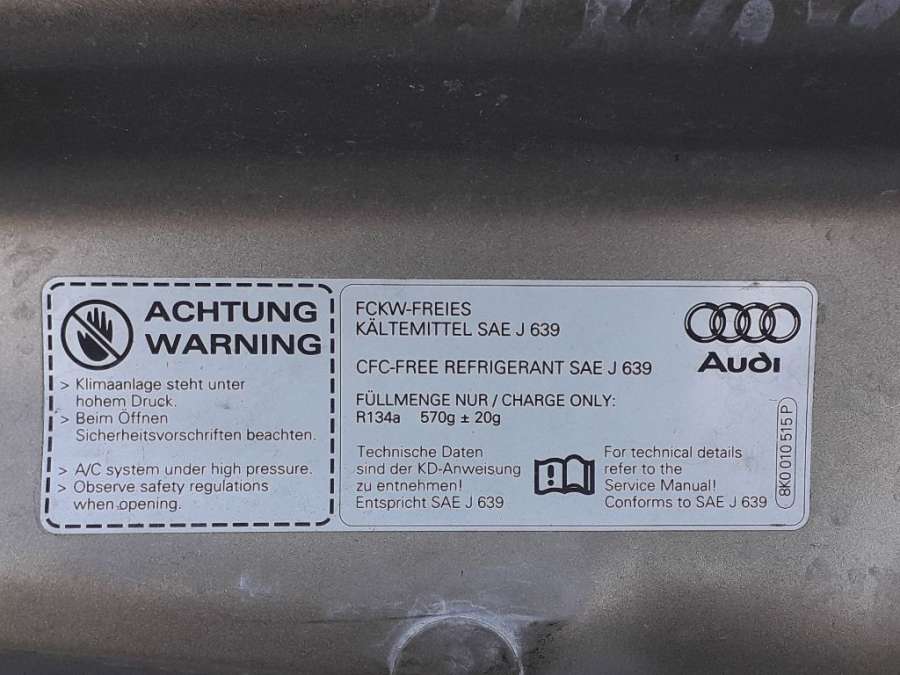 ACHTUNG
WARNING
> Klimaanlage steht unter
hohem Druck.
> Beim Öffnen
Sicherheitsvorschriften beachten.
> A/C system under high pressure.
> Observe safety regulations
when opening.
FCKW-FREIES
KÄLTEMITTEL SAE J 639
CFC-FREE REFRIGERANT SAE J 639
FÜLLMENGE NUR / CHARGE ONLY:
R134a 570g ± 20g
Technische Daten
sind der KD-Anweisung
zu entnehmen!
Entspricht SAE J 639
For technical details
refer to the
Service Manual!
Conforms to SAE J 639
Audi
8K0 010 515 P